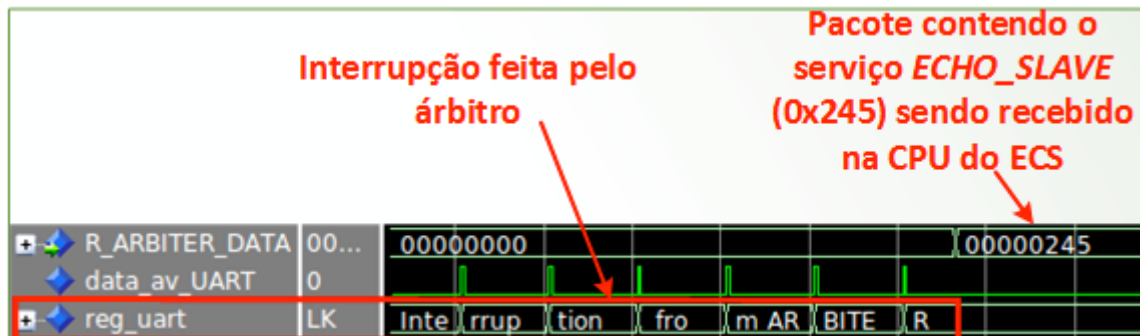 Interrupção feita pelo
árbitro
Pacote contendo o
serviço ECHO_SLAVE
(0x245) sendo recebido
na CPU do ECS
R_ARBITER_DATA 00... 00000000 00000245
data_av_UART 0
reg_uart LK Inte rrup tion fro m AR BITE R